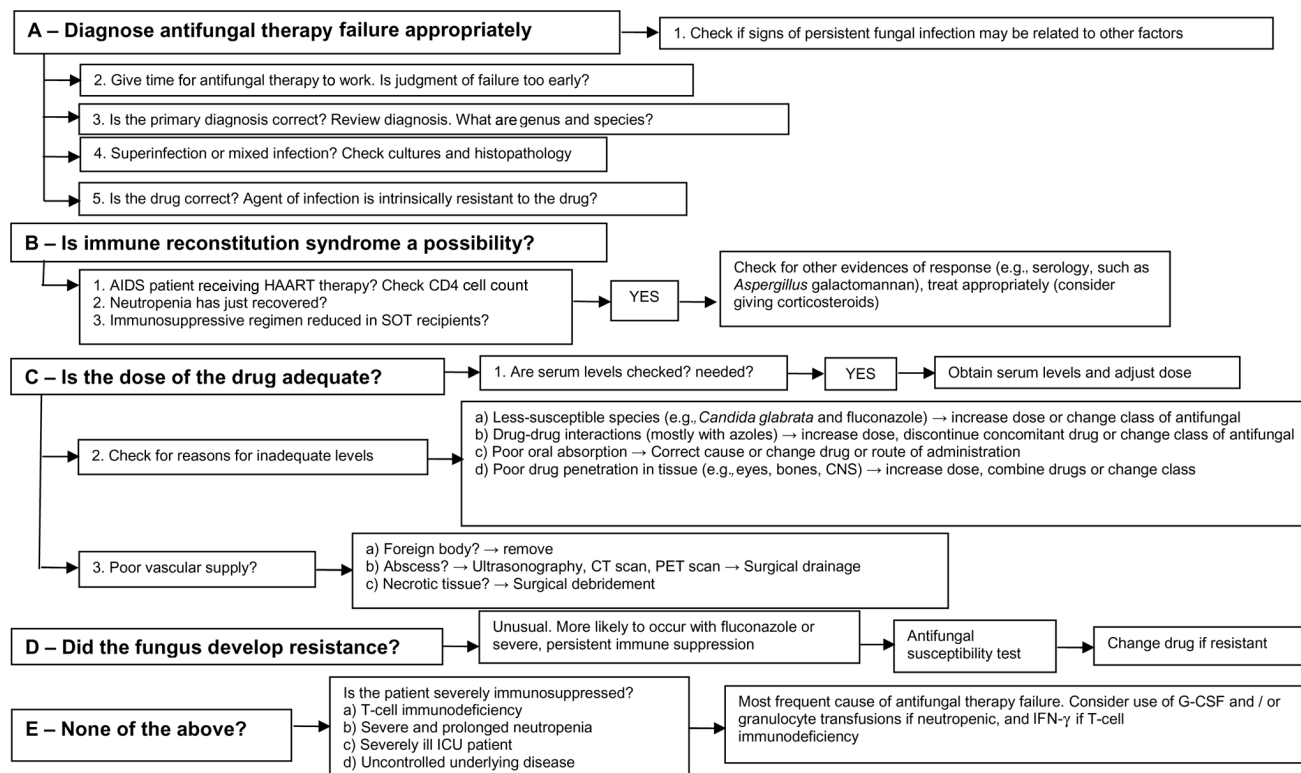 A – Diagnose antifungal therapy failure appropriately
1. Check if signs of persistent fungal infection may be related to other factors
2. Give time for antifungal therapy to work. Is judgment of failure too early?
3. Is the primary diagnosis correct? Review diagnosis. What are genus and species?
4. Superinfection or mixed infection? Check cultures and histopathology
5. Is the drug correct? Agent of infection is intrinsically resistant to the drug?
B – Is immune reconstitution syndrome a possibility?
1. AIDS patient receiving HAART therapy? Check CD4 cell count
2. Neutropenia has just recovered?
3. Immunosuppressive regimen reduced in SOT recipients?
YES
Check for other evidences of response (e.g., serology, such as
Aspergillus galactomannan), treat appropriately (consider
giving corticosteroids)
C – Is the dose of the drug adequate?
1. Are serum levels checked? needed?
YES
Obtain serum levels and adjust dose
2. Check for reasons for inadequate levels
a) Less-susceptible species (e.g., Candida glabrata and fluconazole) → increase dose or change class of antifungal
b) Drug-drug interactions (mostly with azoles) → increase dose, discontinue concomitant drug or change class of antifungal
c) Poor oral absorption → Correct cause or change drug or route of administration
d) Poor drug penetration in tissue (e.g., eyes, bones, CNS) → increase dose, combine drugs or change class
3. Poor vascular supply?
a) Foreign body? → remove
b) Abscess? → Ultrasonography, CT scan, PET scan → Surgical drainage
c) Necrotic tissue? → Surgical debridement
D – Did the fungus develop resistance?
Unusual. More likely to occur with fluconazole or
severe, persistent immune suppression
Antifungal
susceptibility test
Change drug if resistant
E – None of the above?
Is the patient severely immunosuppressed?
a) T-cell immunodeficiency
b) Severe and prolonged neutropenia
c) Severely ill ICU patient
d) Uncontrolled underlying disease
Most frequent cause of antifungal therapy failure. Consider use of G-CSF and / or
granulocyte transfusions if neutropenic, and IFN-γ if T-cell
immunodeficiency